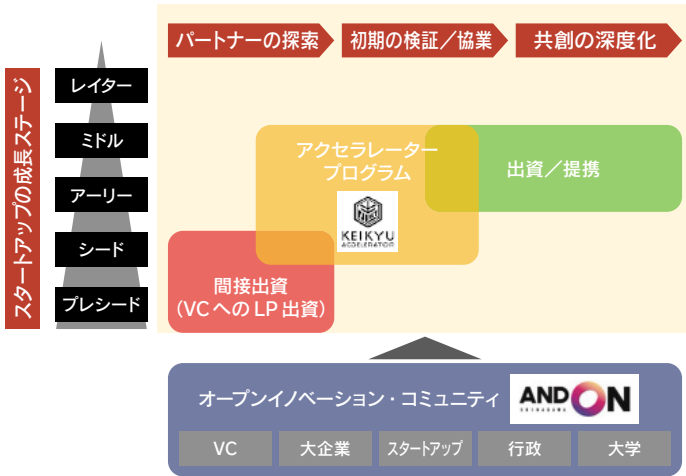 パートナーの探索
初期の検証／協業
共創の深度化
スタートアップの成長ステージ
レイター
ミドル
アーリー
シード
プレシード
アクセラレーター
プログラム
KEIKYU
ACCELERATOR
出資／提携
間接出資
(VCへのLP出資)
オープンイノベーション・コミュニティ
AND ON
SHINAGAWA
VC
大企業
スタートアップ
行政
大学